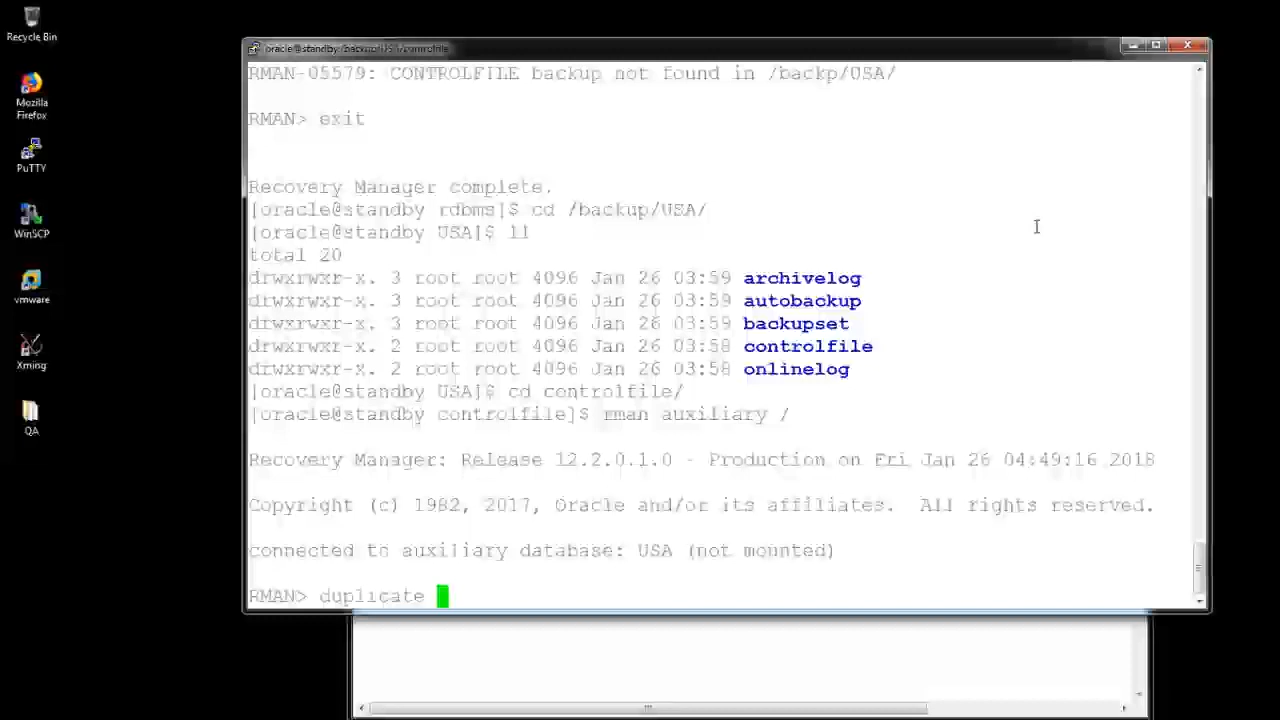 Recycle Bin
Mozilla
Firefox
PuTTY
WinSCP
vmware
Xming
QA
RMAN-05579: CONTROLFILE backup not found in /backp/USA/
RMAN> exit
Recovery Manager complete.
[oracle@standby rdbms]$ cd /backup/USA/
[oracle@standby USA]$ ll
total 20
drwxrwxr-x. 3 root root 4096 Jan 26 03:59 archivelog
drwxrwxr-x. 3 root root 4096 Jan 26 03:59 autobackup
drwxrwxr-x. 3 root root 4096 Jan 26 03:59 backupset
drwxrwxr-x. 2 root root 4096 Jan 26 03:58 controlfile
drwxrwxr-x. 2 root root 4096 Jan 26 03:58 onlinelog
[oracle@standby USA]$ cd controlfile/
[oracle@standby controlfile]$ rman auxiliary /
Recovery Manager: Release 12.2.0.1.0 - Production on Fri Jan 26 04:49:16 2018
Copyright (c) 1982, 2017, Oracle and/or its affiliates. All rights reserved.
connected to auxiliary database: USA (not mounted)
RMAN> duplicate